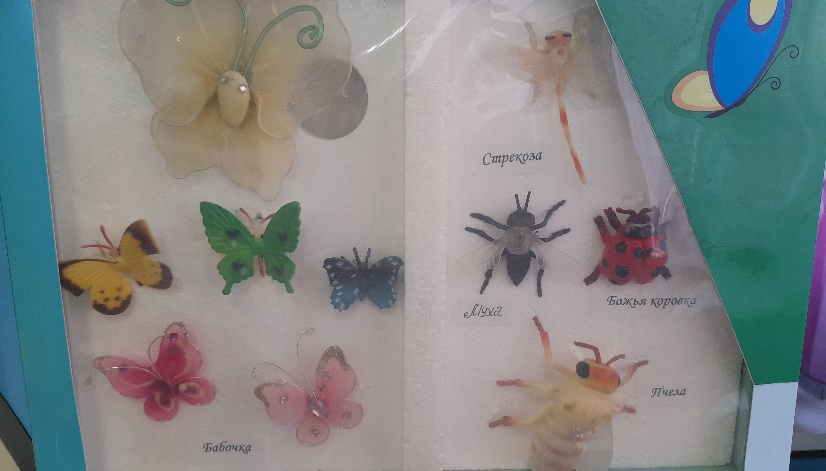 Стрекоза
Муха
Божья коровка
Пчела
Бабочка